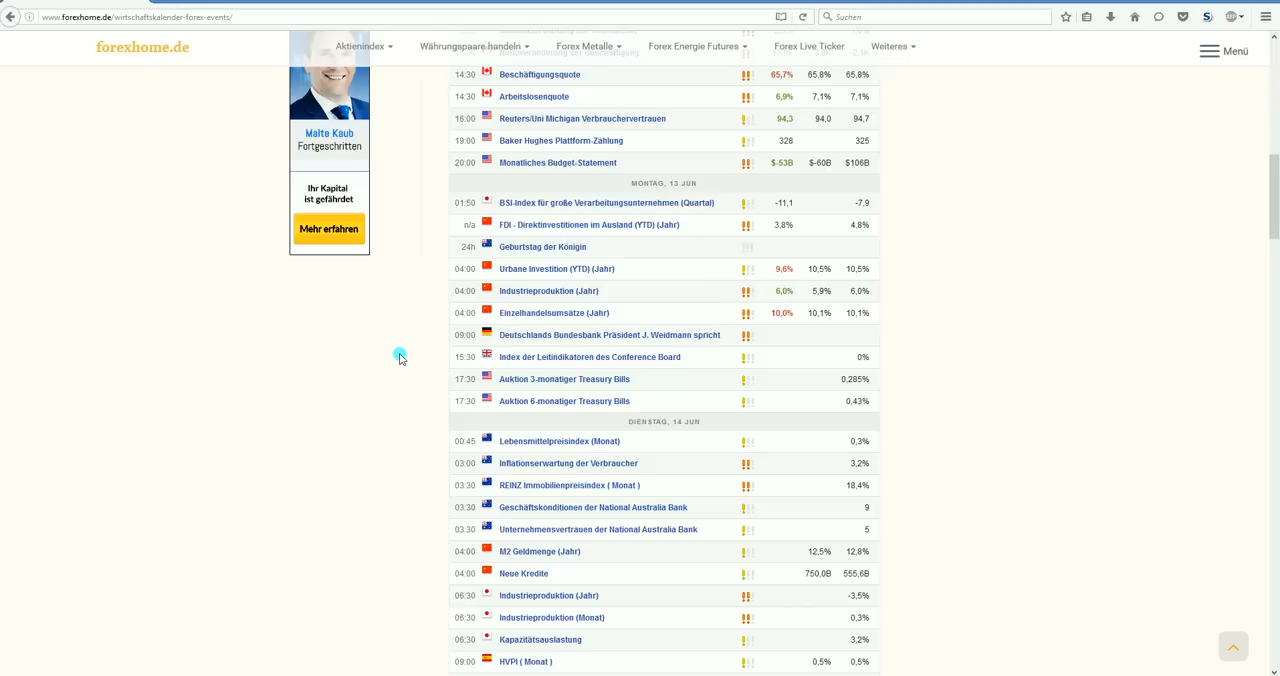 www.forexhome.de/wirtschaftskalender-forex-events/
Suchen
forexhome.de
Aktienindex
Währungspaare handeln
Forex Metalle
Forex Energie Futures
Forex Live Ticker
Weiteres
Menü
14:30 Beschäftigungsquote 65,7% 65,8% 65,8%
14:30 Arbeitslosenquote 6,9% 7,1% 7,1%
16:00 Reuters/Uni Michigan Verbrauchervertrauen 94,3 94,0 94,7
19:00 Baker Hughes Plattform-Zählung 328 325
20:00 Monatliches Budget-Statement $-53B $-60B $106B
MONTAG, 13 JUN
01:50 BSI-Index für große Verarbeitungsunternehmen (Quartal) -11,1 -7,9
n/a FDI - Direktinvestitionen im Ausland (YTD) (Jahr) 3,8% 4,8%
24h Geburtstag der Königin
04:00 Urbane Investition (YTD) (Jahr) 9,6% 10,5% 10,5%
04:00 Industrieproduktion (Jahr) 6,0% 5,9% 6,0%
04:00 Einzelhandelsumsätze (Jahr) 10,0% 10,1% 10,1%
09:00 Deutschlands Bundesbank Präsident J. Weidmann spricht
15:30 Index der Leitindikatoren des Conference Board 0%
17:30 Auktion 3-monatiger Treasury Bills 0,285%
17:30 Auktion 6-monatiger Treasury Bills 0,43%
DIENSTAG, 14 JUN
00:45 Lebensmittelpreisindex (Monat) 0,3%
03:00 Inflationserwartung der Verbraucher 3,2%
03:30 REINZ Immobilienpreisindex ( Monat ) 18,4%
03:30 Geschäftskonditionen der National Australia Bank 9
03:30 Unternehmensvertrauen der National Australia Bank 5
04:00 M2 Geldmenge (Jahr) 12,5% 12,8%
04:00 Neue Kredite 750,0B 555,6B
06:30 Industrieproduktion (Jahr) -3,5%
06:30 Industrieproduktion (Monat) 0,3%
06:30 Kapazitätsauslastung 3,2%
09:00 HVPI ( Monat ) 0,5% 0,5%
Malte Kaub
Fortgeschritten
Ihr Kapital
ist gefährdet
Mehr erfahren